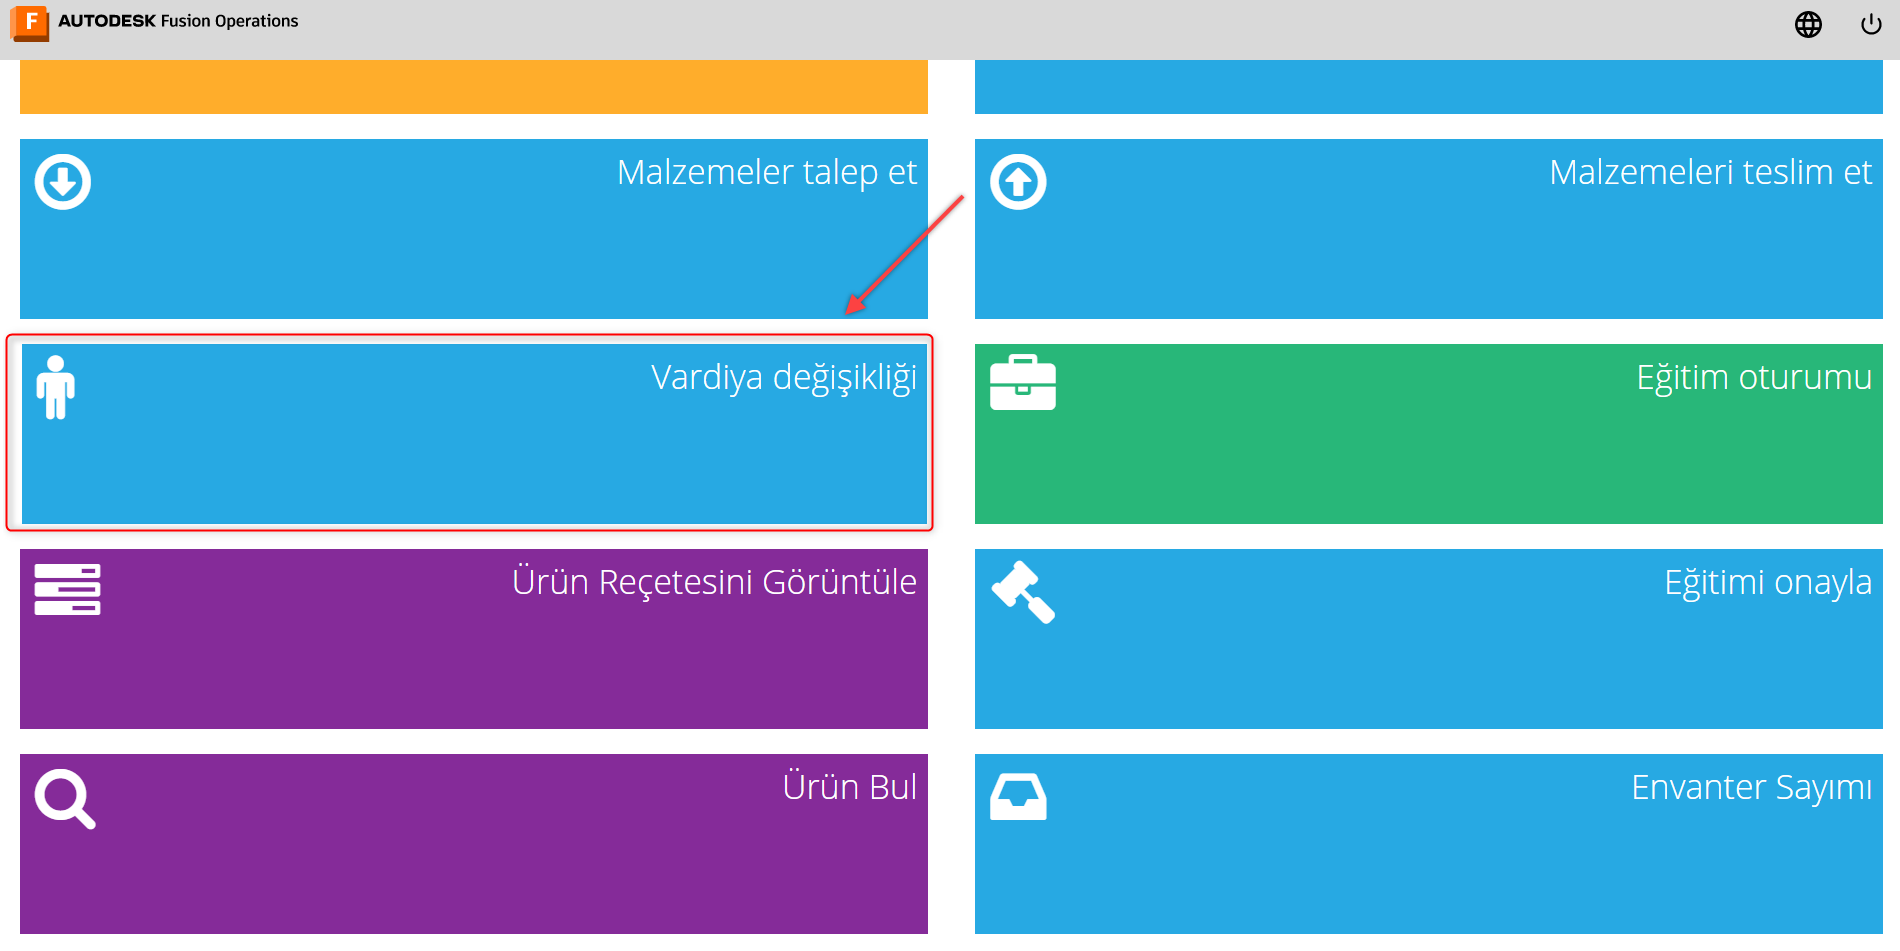 F AUTODESK Fusion Operations
Malzemeler talep et
Malzemeleri teslim et
Vardiya değişikliği
Eğitim oturumu
Ürün Reçetesini Görüntüle
Eğitimi onayla
Ürün Bul
Envanter Sayımı